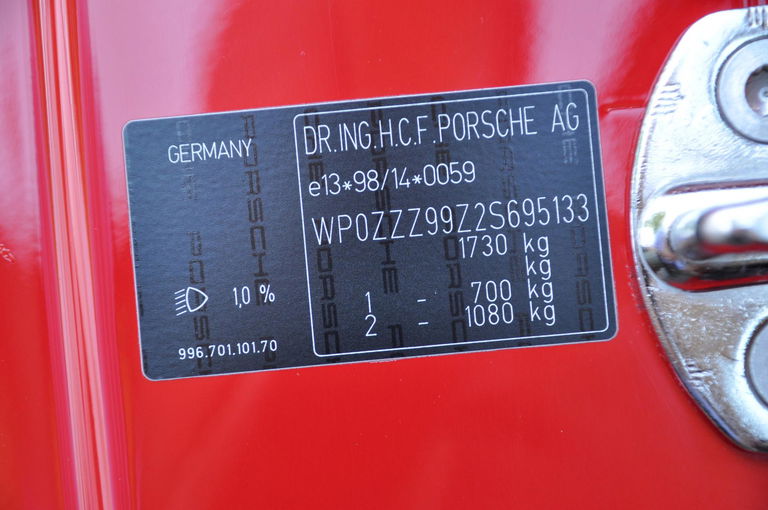 GERMANY
1,0 %
996.701.101.70
DR.ING.H.C.F.PORSCHE AG
e13*98/14*0059
WP0ZZZ99Z2S695133
1730 kg
kg
1 - 700 kg
2 - 1080 kg